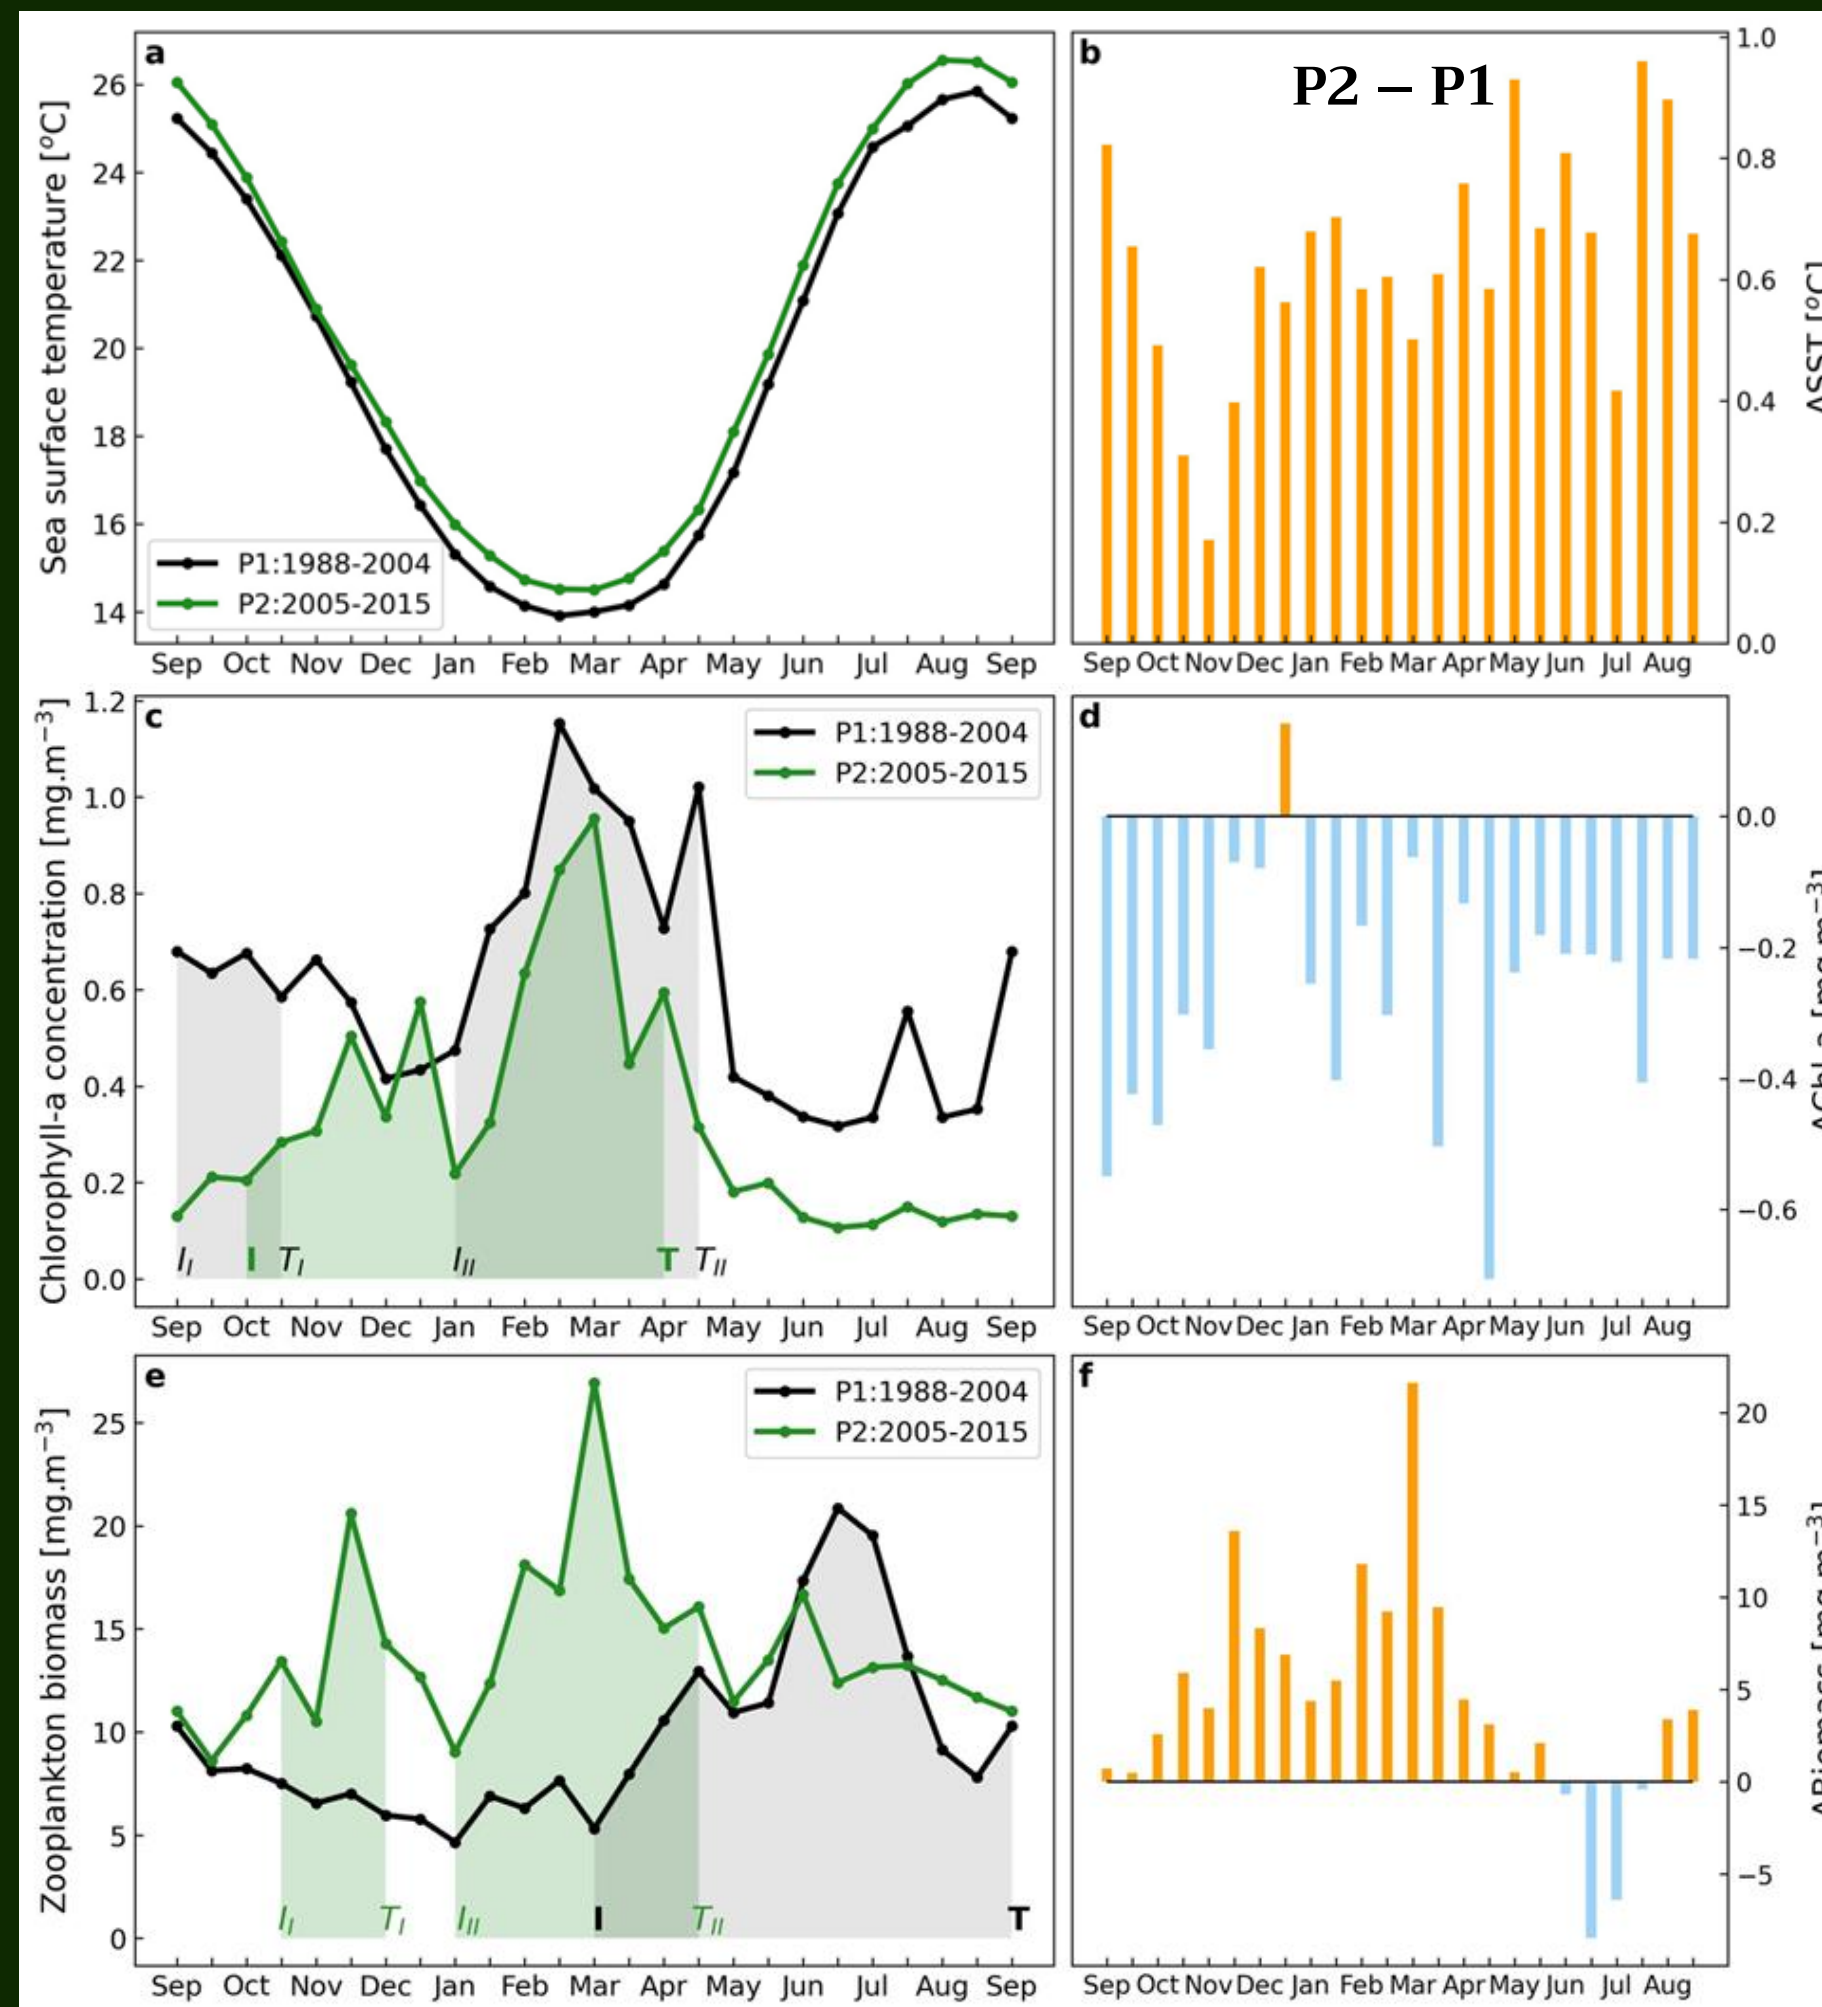 a
Sea surface temperature [°C]
26
24
22
20
18
16
14
P1:1988-2004
P2:2005-2015
Sep Oct Nov Dec Jan Feb Mar Apr May Jun Jul Aug Sep
b
P2 – P1
1.0
0.8
0.6
0.4
0.2
0.0
ΔSST [°C]
Sep Oct Nov Dec Jan Feb Mar Apr May Jun Jul Aug
c
Chlorophyll-a concentration [mg.m⁻³]
1.2
1.0
0.8
0.6
0.4
0.2
0.0
P1:1988-2004
P2:2005-2015
I_I I T_I I_II T T_II
Sep Oct Nov Dec Jan Feb Mar Apr May Jun Jul Aug Sep
d
0.0
−0.2
−0.4
−0.6
Sep Oct Nov Dec Jan Feb Mar Apr May Jun Jul Aug
e
Zooplankton biomass [mg.m⁻³]
25
20
15
10
5
0
P1:1988-2004
P2:2005-2015
I_I T_I I_II I T_II T
Sep Oct Nov Dec Jan Feb Mar Apr May Jun Jul Aug Sep
f
20
15
10
5
0
−5
ΔBiomass [mg.m⁻³]
Sep Oct Nov Dec Jan Feb Mar Apr May Jun Jul Aug